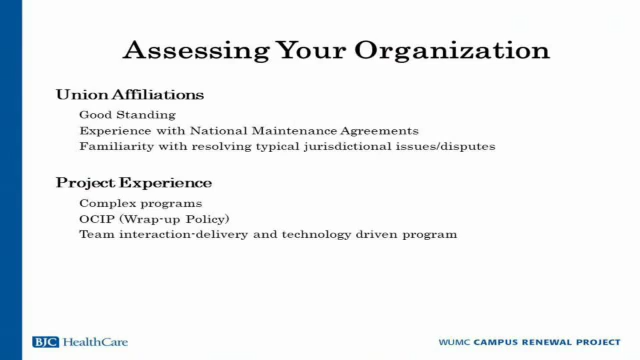 Assessing Your Organization
Union Affiliations
Good Standing
Experience with National Maintenance Agreements
Familiarity with resolving typical jurisdictional issues/disputes
Project Experience
Complex programs
OCIP (Wrap-up Policy)
Team interaction-delivery and technology driven program
BJC HealthCare
WUMC CAMPUS RENEWAL PROJECT